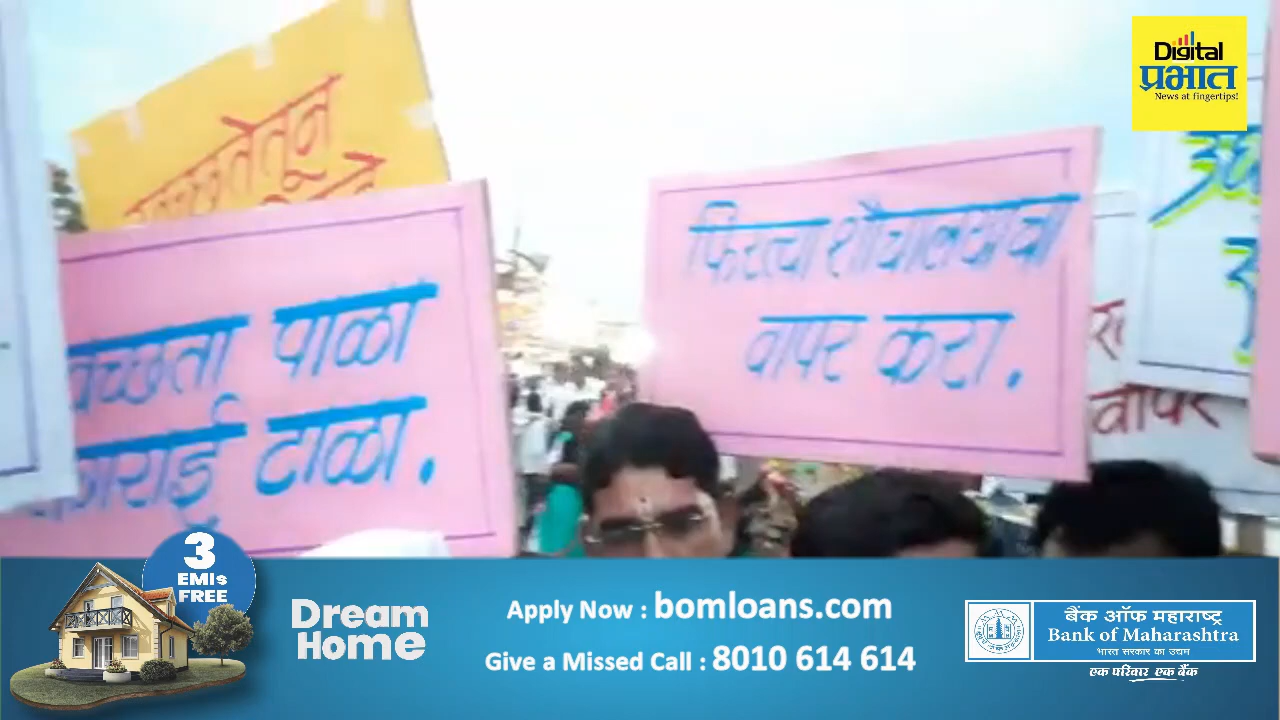 Digital
प्रभात
News at fingertips!
स्वच्छतेतून
स्वच्छता पाळा
टाळा.
फिरत्या शौचालयाचा
वापर करा.
वापर
3
EMIs
FREE
Dream
Home
Apply Now : bomloans.com
Give a Missed Call : 8010 614 614
बैंक ऑफ महाराष्ट्र
Bank of Maharashtra
भारत सरकार का उद्यम
एक परिवार एक बैंक